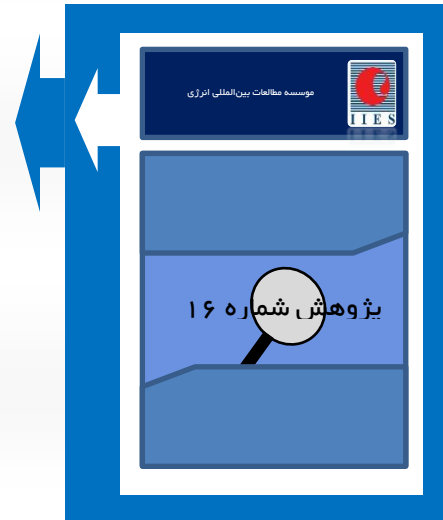 موسسه مطالعات بین‌المللی انرژی
IIES
پژوهش شماره ۱۶